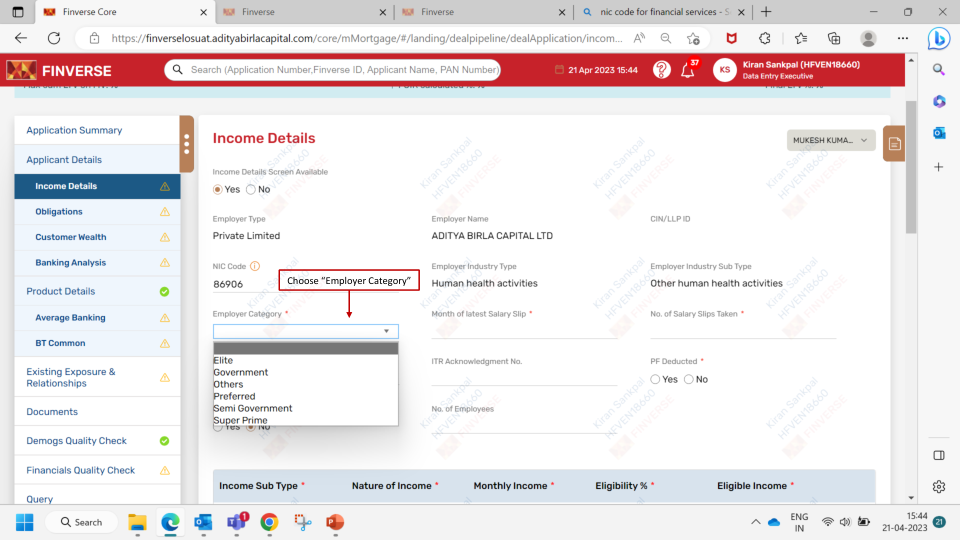 Finverse Core
Finverse
Finverse
nic code for financial services - S
https://finverselosuat.adityabirlacapital.com/core/mMortgage/#/landing/dealpipeline/dealApplication/incom...
FINVERSE
Search (Application Number,Finverse ID, Applicant Name, PAN Number)
21 Apr 2023 15:44
37
KS
Kiran Sankpal (HFVEN18660)
Data Entry Executive
Application Summary
Applicant Details
Income Details
Obligations
Customer Wealth
Banking Analysis
Product Details
Average Banking
BT Common
Existing Exposure &
Relationships
Documents
Demogs Quality Check
Financials Quality Check
Query
Income Details
MUKESH KUMA...
Income Details Screen Available
Yes No
Employer Type
Employer Name
CIN/LLP ID
Private Limited
ADITYA BIRLA CAPITAL LTD
NIC Code
Employer Industry Type
Employer Industry Sub Type
86906
Choose “Employer Category”
Human health activities
Other human health activities
Employer Category *
Month of latest Salary Slip *
No. of Salary Slips Taken *
Elite
Government
Others
Preferred
Semi Government
Super Prime
ITR Acknowledgment No.
PF Deducted *
Yes No
No. of Employees
Yes No
Income Sub Type *
Nature of Income *
Monthly Income *
Eligibility % *
Eligible Income *
Kiran Sankpal
HFVEN18660
FINVERSE
Search
1
ENG
IN
15:44
21-04-2023
21